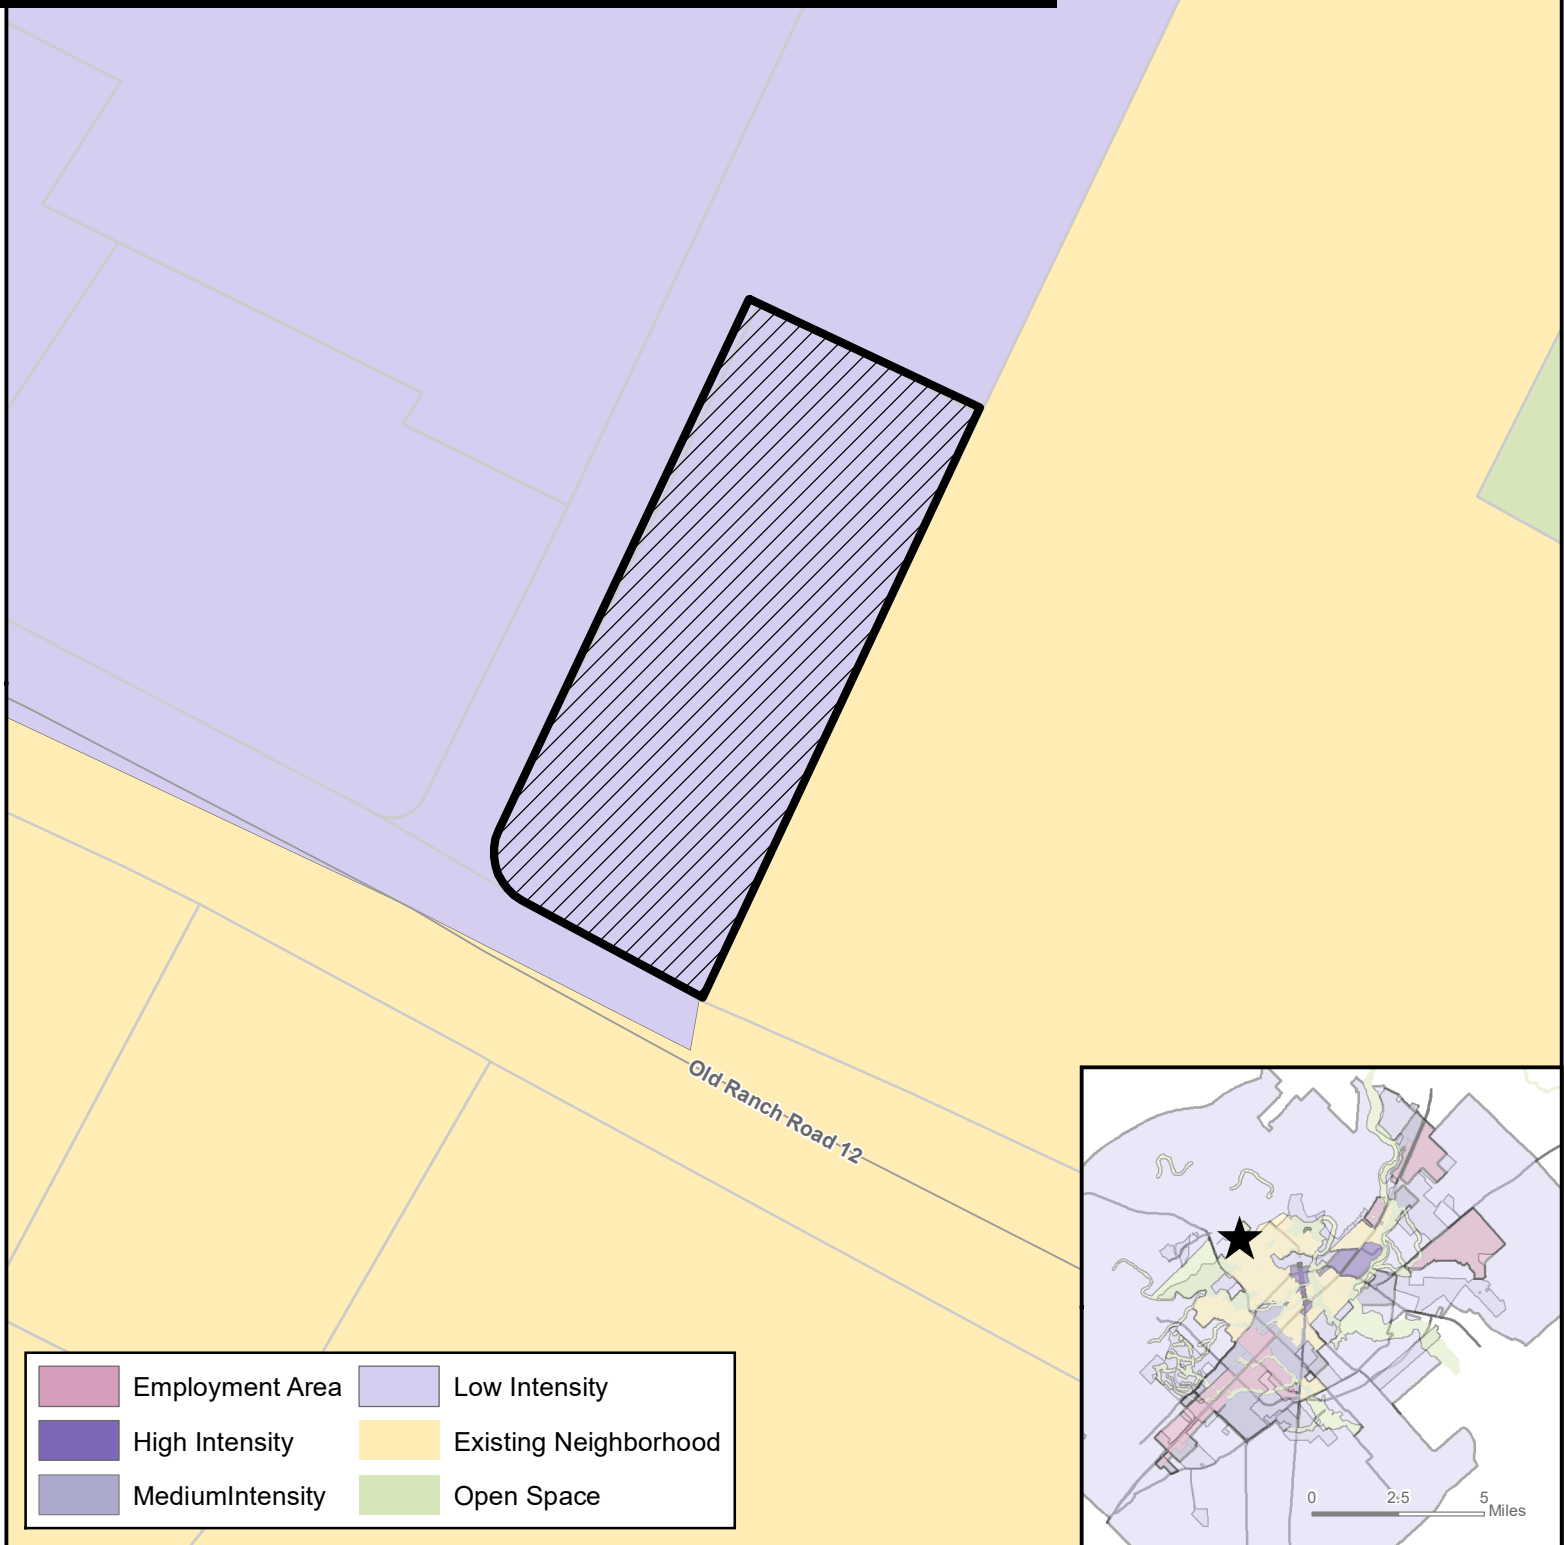 Old Ranch Road 12
Employment Area
Low Intensity
High Intensity
Existing Neighborhood
MediumIntensity
Open Space
0 2.5 5
Miles